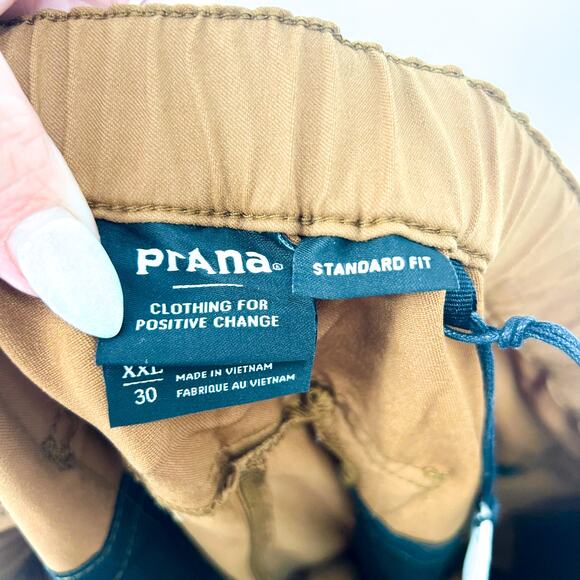 prAna®
STANDARD FIT
CLOTHING FOR
POSITIVE CHANGE
XXL
30
MADE IN VIETNAM
FABRIQUE AU VIETNAM